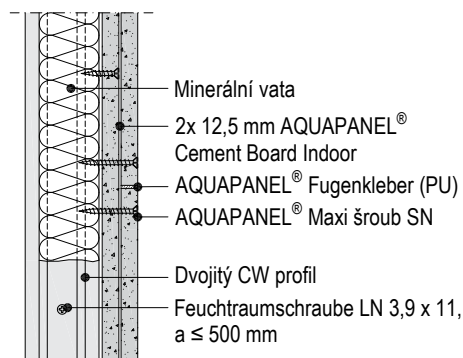 Minerální vata
2x 12,5 mm AQUAPANEL®
Cement Board Indoor
AQUAPANEL® Fugenkleber (PU)
AQUAPANEL® Maxi šroub SN
Dvojitý CW profil
Feuchtraumschraube LN 3,9 x 11,
a ≤ 500 mm